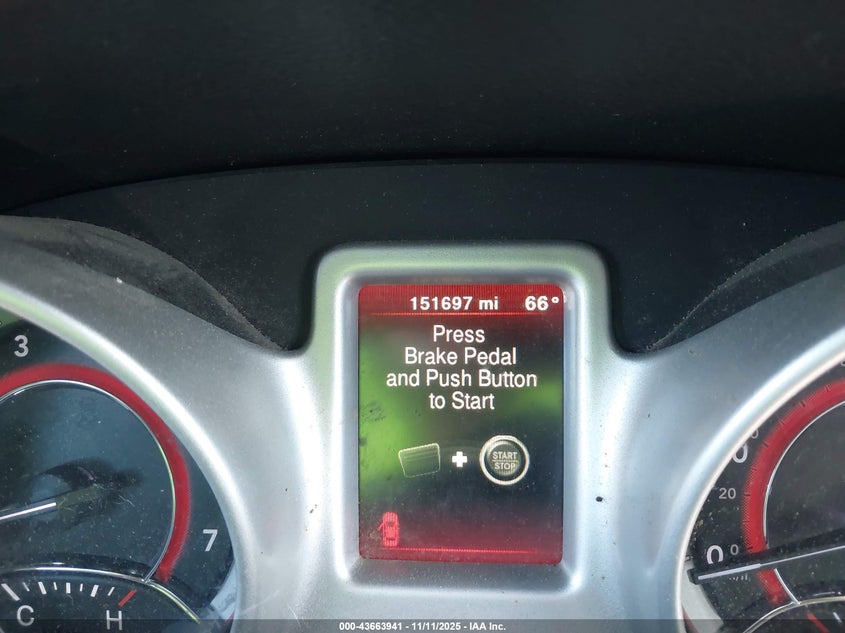 151697 mi 66°
Press
Brake Pedal
and Push Button
to Start
START
STOP
3
7
C
H
20
0
0
000-43663941 - 11/11/2025 - IAA Inc.